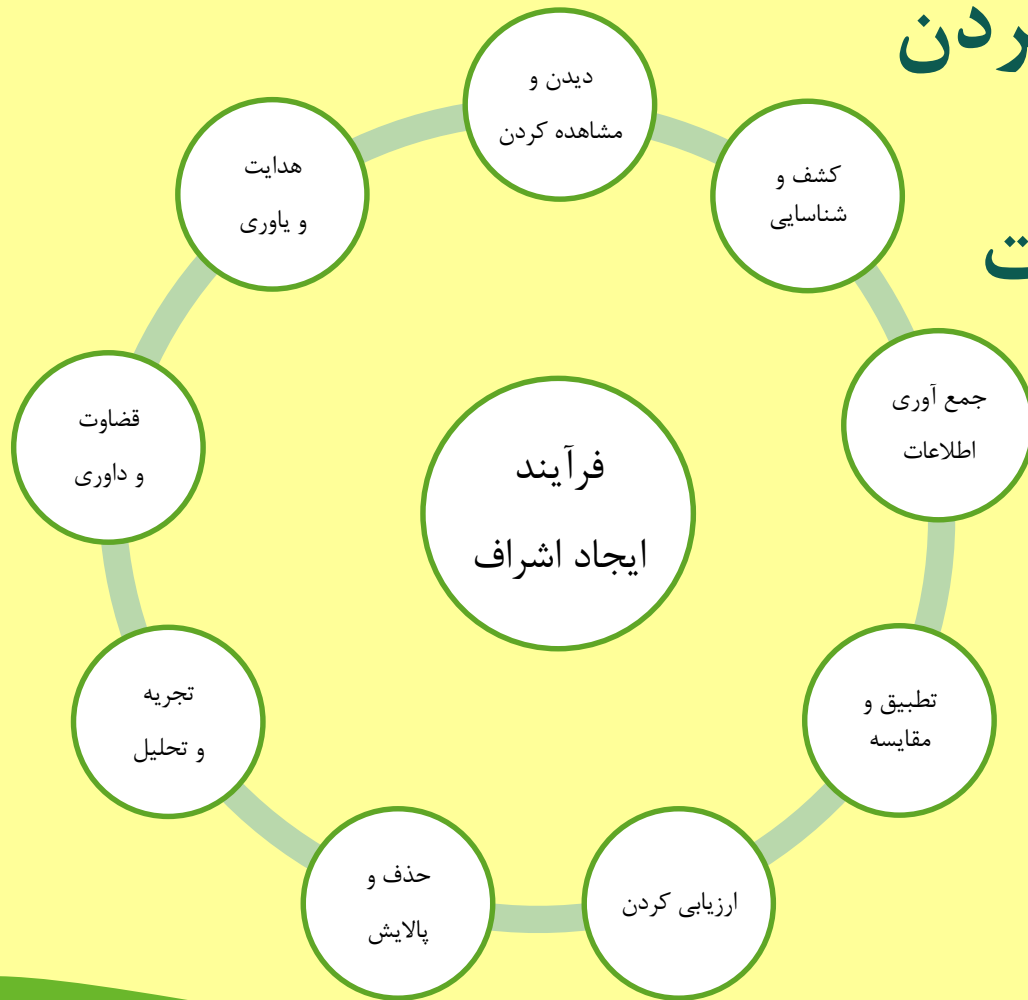 دیدن و
مشاهده کردن
کشف و
شناسایی
جمع آوری
اطلاعات
تطبیق و
مقایسه
ارزیابی کردن
حذف و
پالایش
تجریه
و تحلیل
قضاوت
و داوری
هدایت
و یاوری
فرآیند
ایجاد اشراف